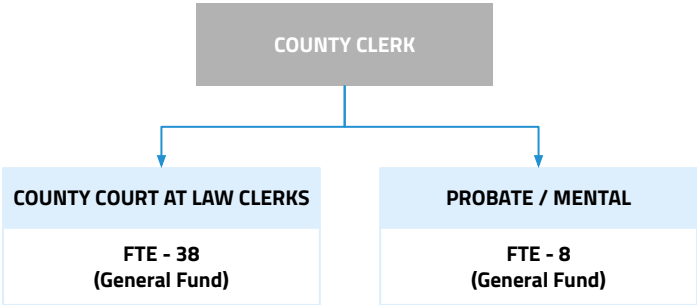 COUNTY CLERK
COUNTY COURT AT LAW CLERKS
FTE - 38
(General Fund)
PROBATE / MENTAL
FTE - 8
(General Fund)